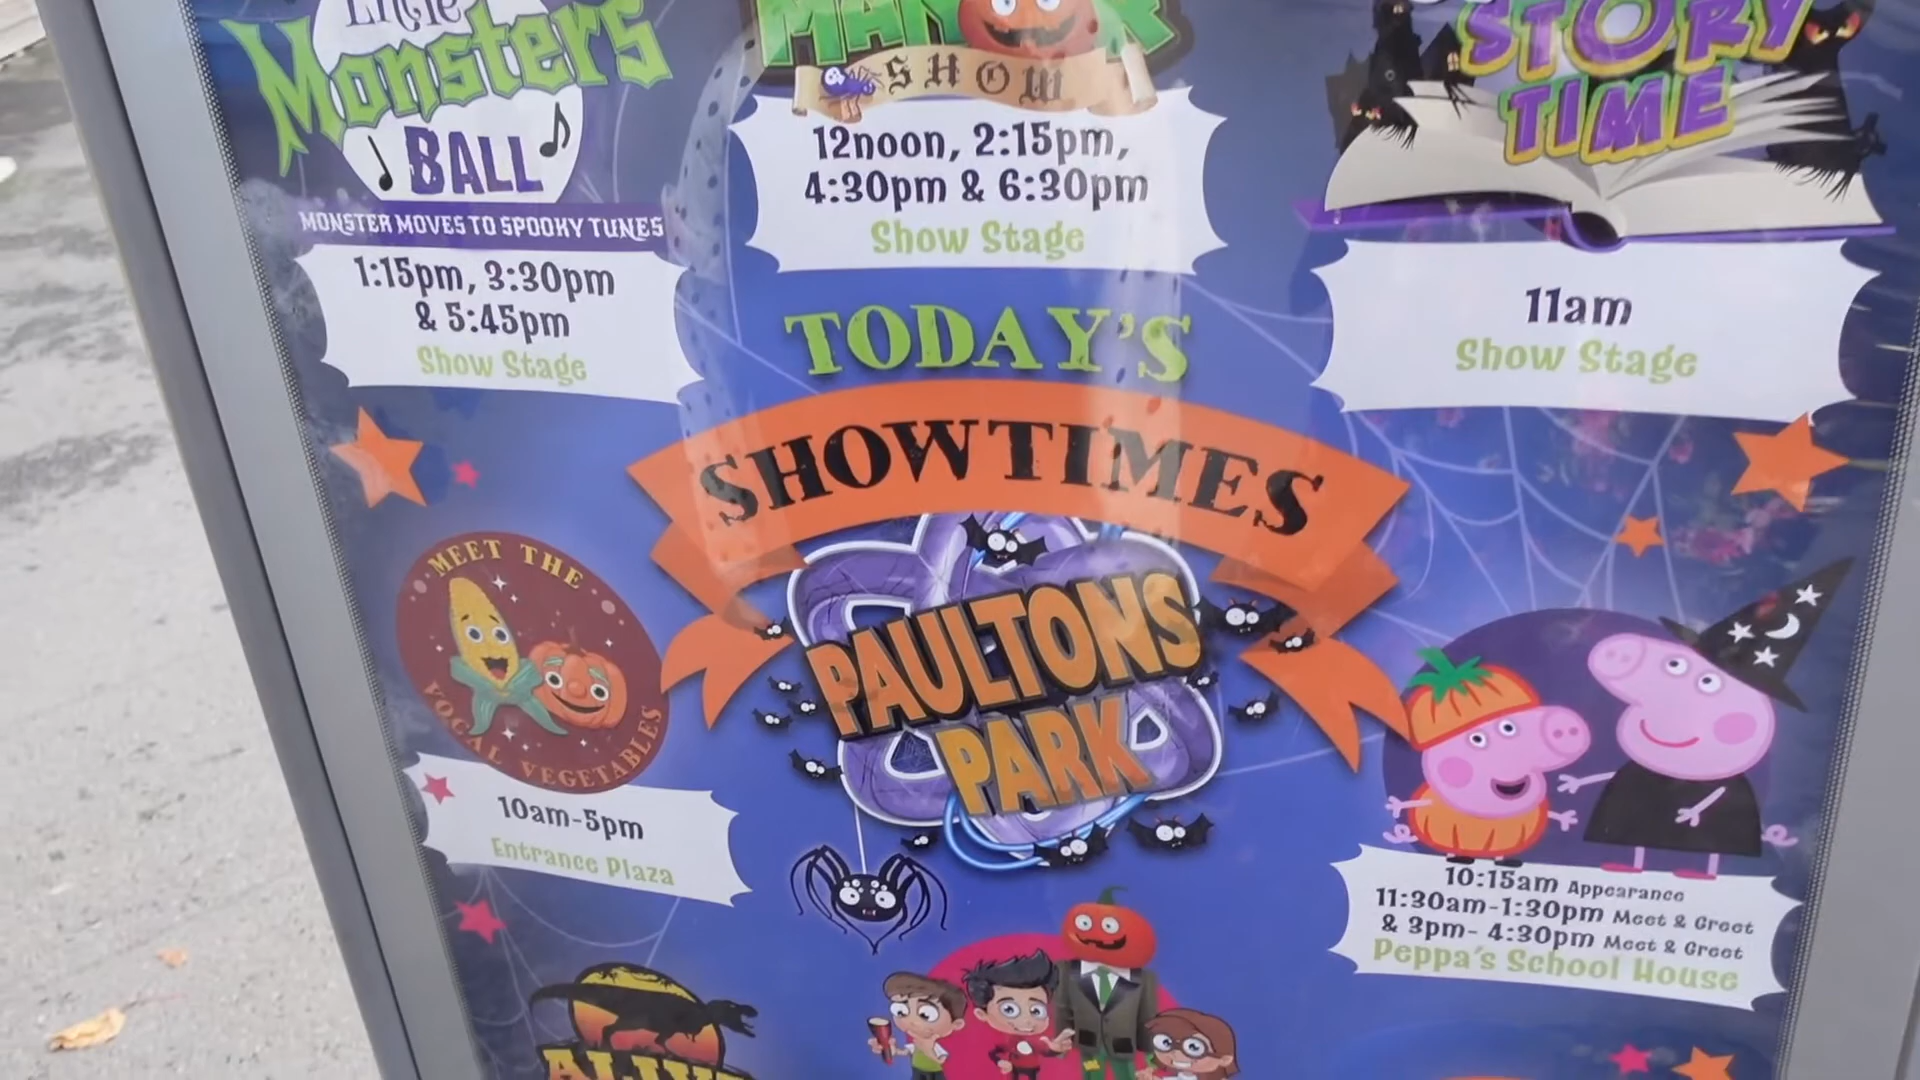 Little
Monsters
BALL
MONSTER MOVES TO SPOOKY TUNES
1:15pm, 3:30pm
& 5:45pm
Show Stage
SHOW
12noon, 2:15pm,
4:30pm & 6:30pm
Show Stage
STORY
TIME
11am
Show Stage
TODAY'S
SHOWTIMES
PAULTONS
PARK
MEET THE
VOCAL VEGETABLES
10am-5pm
Entrance Plaza
10:15am Appearance
11:30am-1:30pm Meet & Greet
& 3pm- 4:30pm Meet & Greet
Peppa's School House
ALIVE